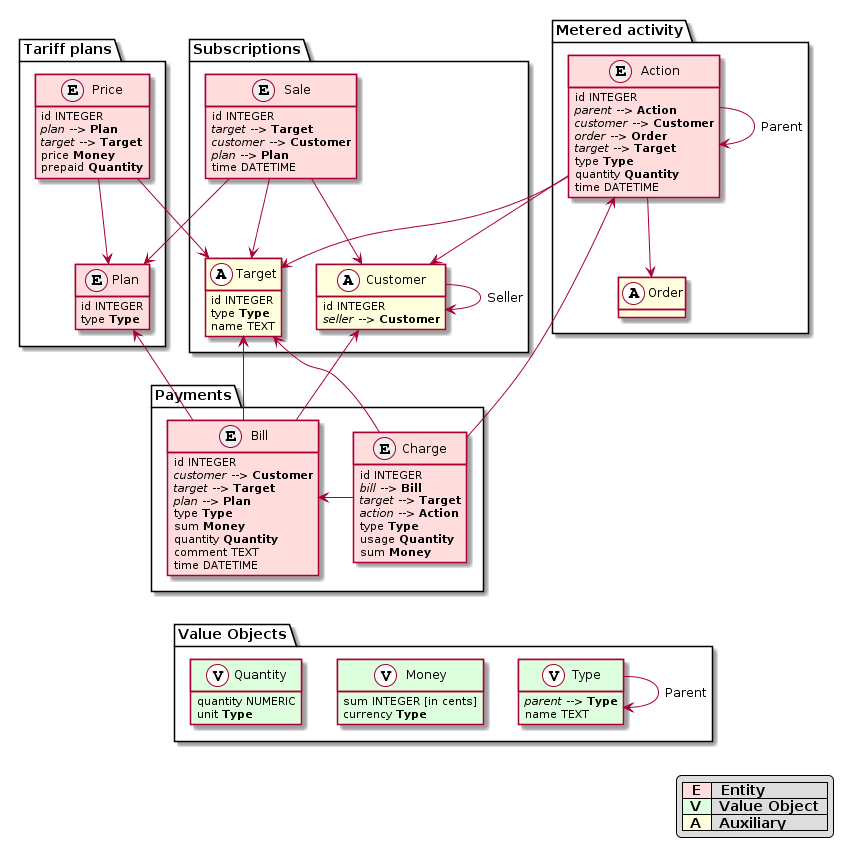 Tariff plans
E Price
id INTEGER
plan --> Plan
target --> Target
price Money
prepaid Quantity
E Plan
id INTEGER
type Type
Subscriptions
E Sale
id INTEGER
target --> Target
customer --> Customer
plan --> Plan
time DATETIME
A Target
id INTEGER
type Type
name TEXT
A Customer
id INTEGER
seller --> Customer
Seller
Metered activity
E Action
id INTEGER
parent --> Action
customer --> Customer
order --> Order
target --> Target
type Type
quantity Quantity
time DATETIME
Parent
A Order
Payments
E Bill
id INTEGER
customer --> Customer
target --> Target
plan --> Plan
type Type
sum Money
quantity Quantity
comment TEXT
time DATETIME
E Charge
id INTEGER
bill --> Bill
target --> Target
action --> Action
type Type
usage Quantity
sum Money
Value Objects
V Quantity
quantity NUMERIC
unit Type
V Money
sum INTEGER [in cents]
currency Type
V Type
parent --> Type
name TEXT
Parent
E Entity
V Value Object
A Auxiliary